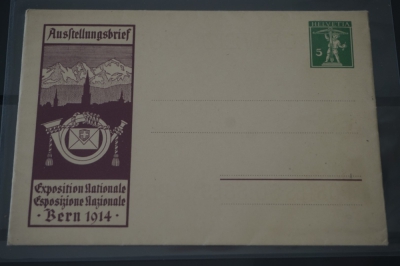 Ausstellungsbrief
HELVETIA
5
Exposition Nationale
Esposizione Nazionale
· Bern 1914 ·